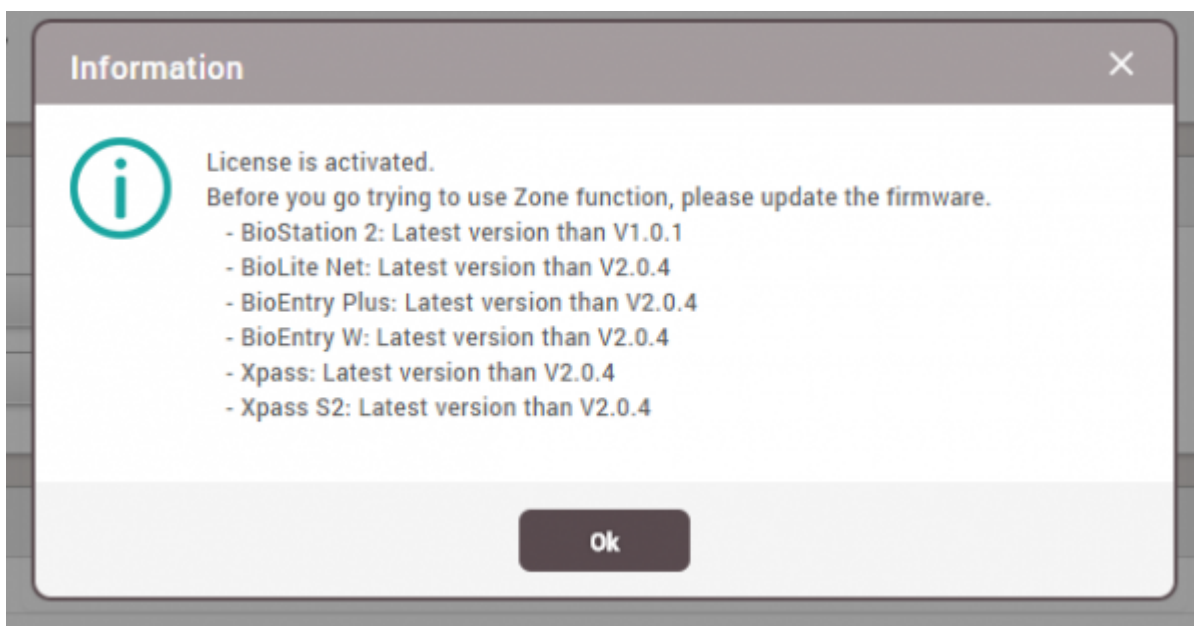 Information
License is activated.
Before you go trying to use Zone function, please update the firmware.
- BioStation 2: Latest version than V1.0.1
- BioLite Net: Latest version than V2.0.4
- BioEntry Plus: Latest version than V2.0.4
- BioEntry W: Latest version than V2.0.4
- Xpass: Latest version than V2.0.4
- Xpass S2: Latest version than V2.0.4
Ok